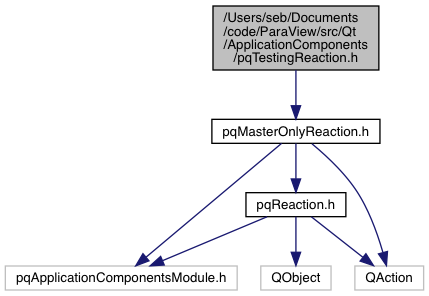 /Users/seb/Documents
/code/ParaView/src/Qt
/ApplicationComponents
/pqTestingReaction.h
pqMasterOnlyReaction.h
pqReaction.h
pqApplicationComponentsModule.h
QObject
QAction